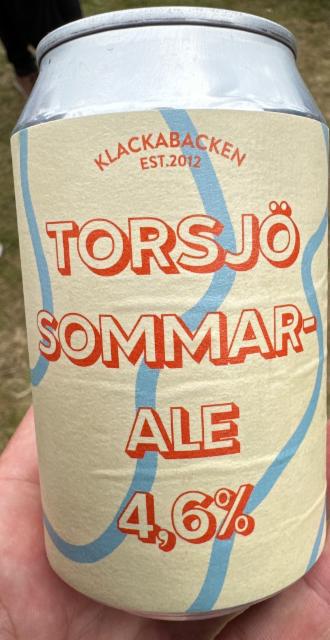 KLACKABACKEN
EST.2012
TORSJÖ
SOMMAR-
ALE
4,6%